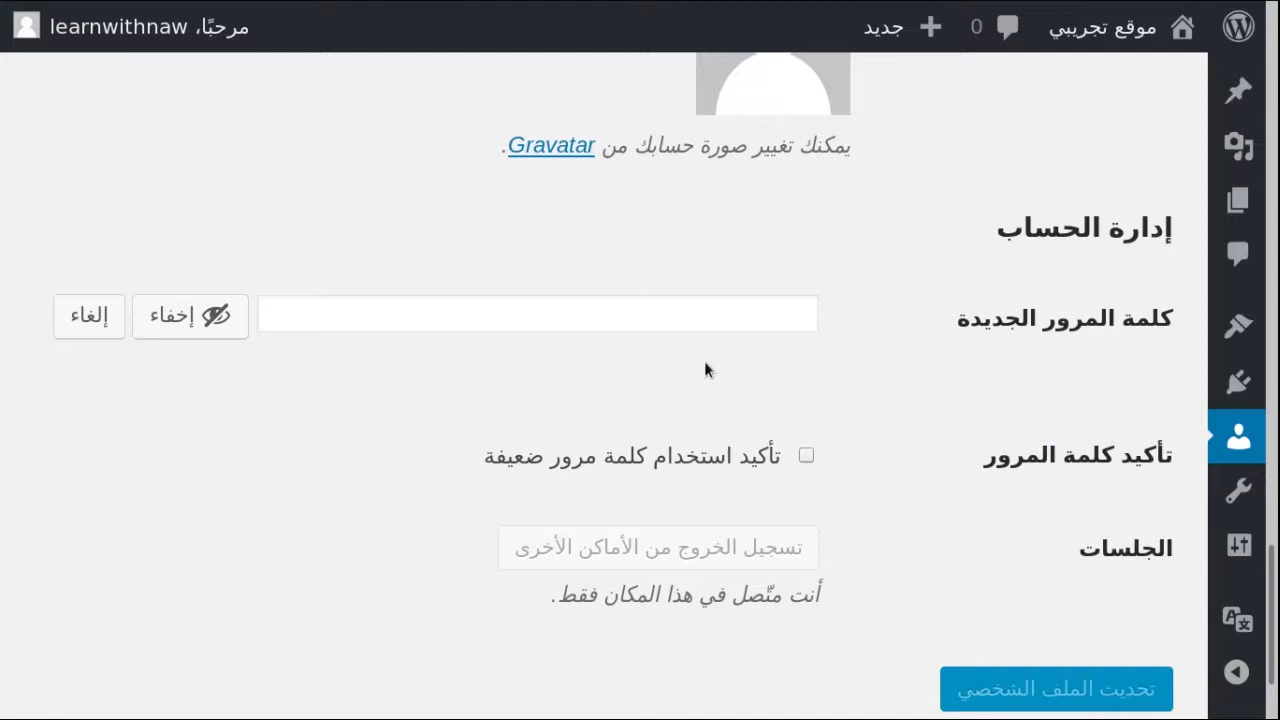 موقع تجريبي 0 جديد مرحبًا، learnwithnaw
يمكنك تغيير صورة حسابك من Gravatar.
إدارة الحساب
كلمة المرور الجديدة إخفاء إلغاء
تأكيد كلمة المرور تأكيد استخدام كلمة مرور ضعيفة
الجلسات تسجيل الخروج من الأماكن الأخرى
أنت متّصل في هذا المكان فقط.
تحديث الملف الشخصي